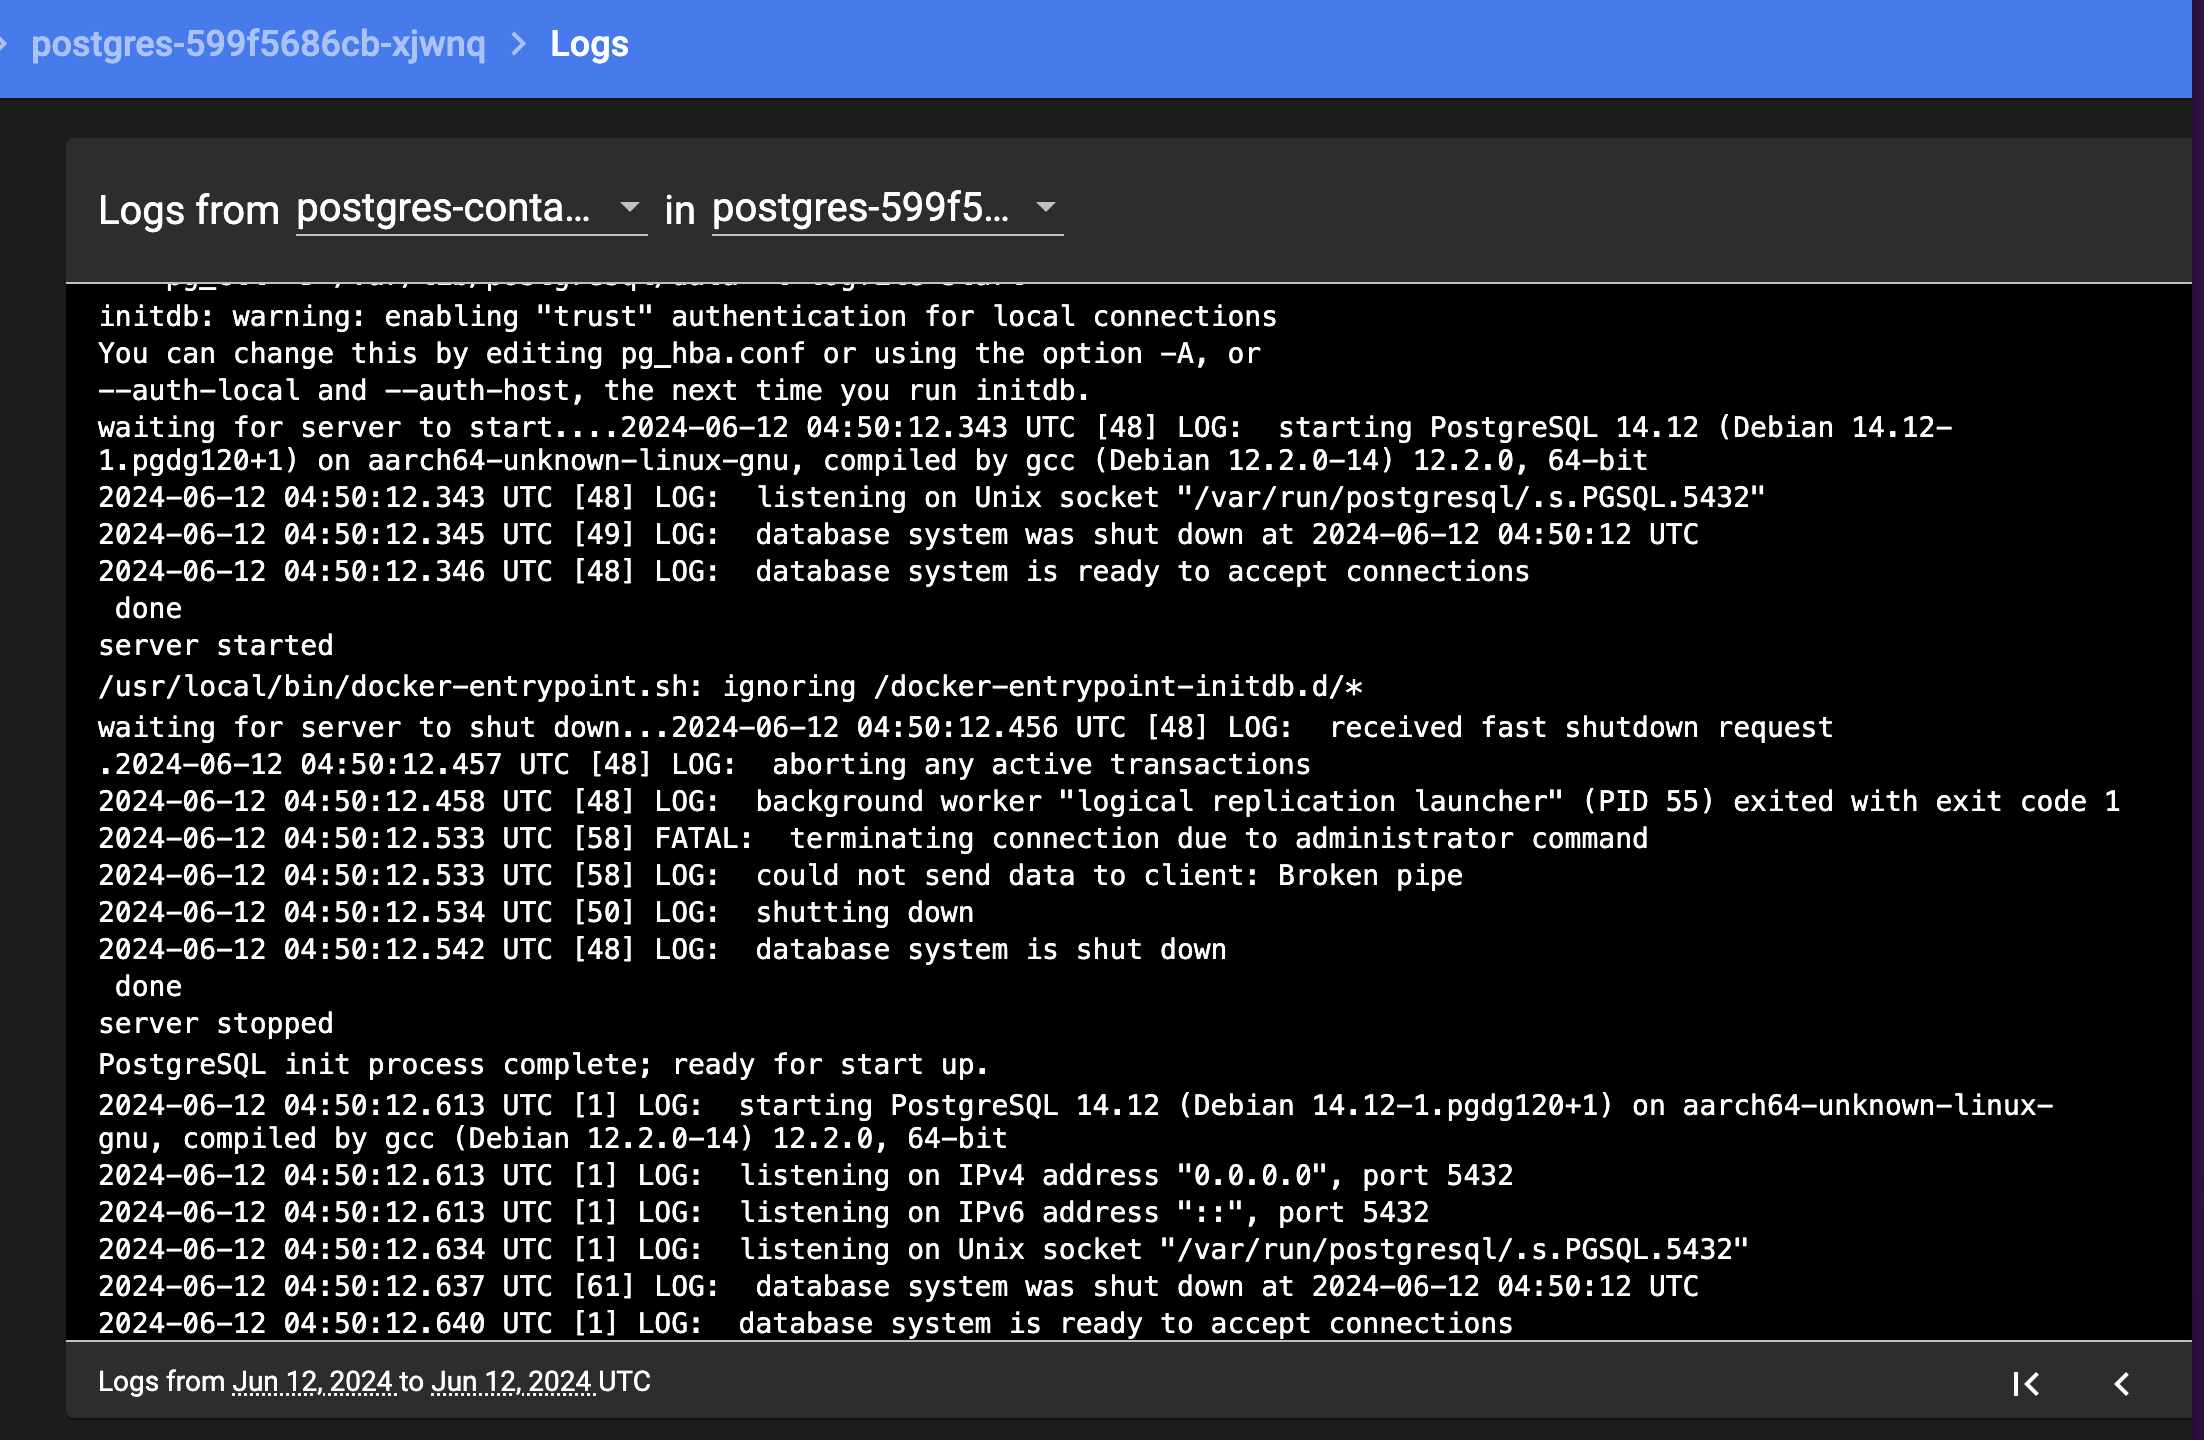 postgres-599f5686cb-xjwnq > Logs
Logs from postgres-conta... in postgres-599f5...
initdb: warning: enabling "trust" authentication for local connections
You can change this by editing pg_hba.conf or using the option -A, or
--auth-local and --auth-host, the next time you run initdb.
waiting for server to start....2024-06-12 04:50:12.343 UTC [48] LOG:  starting PostgreSQL 14.12 (Debian 14.12-
1.pgdg120+1) on aarch64-unknown-linux-gnu, compiled by gcc (Debian 12.2.0-14) 12.2.0, 64-bit
2024-06-12 04:50:12.343 UTC [48] LOG:  listening on Unix socket "/var/run/postgresql/.s.PGSQL.5432"
2024-06-12 04:50:12.345 UTC [49] LOG:  database system was shut down at 2024-06-12 04:50:12 UTC
2024-06-12 04:50:12.346 UTC [48] LOG:  database system is ready to accept connections
 done
server started
/usr/local/bin/docker-entrypoint.sh: ignoring /docker-entrypoint-initdb.d/*
waiting for server to shut down...2024-06-12 04:50:12.456 UTC [48] LOG:  received fast shutdown request
.2024-06-12 04:50:12.457 UTC [48] LOG:  aborting any active transactions
2024-06-12 04:50:12.458 UTC [48] LOG:  background worker "logical replication launcher" (PID 55) exited with exit code 1
2024-06-12 04:50:12.533 UTC [58] FATAL:  terminating connection due to administrator command
2024-06-12 04:50:12.533 UTC [58] LOG:  could not send data to client: Broken pipe
2024-06-12 04:50:12.534 UTC [50] LOG:  shutting down
2024-06-12 04:50:12.542 UTC [48] LOG:  database system is shut down
 done
server stopped
PostgreSQL init process complete; ready for start up.
2024-06-12 04:50:12.613 UTC [1] LOG:  starting PostgreSQL 14.12 (Debian 14.12-1.pgdg120+1) on aarch64-unknown-linux-
gnu, compiled by gcc (Debian 12.2.0-14) 12.2.0, 64-bit
2024-06-12 04:50:12.613 UTC [1] LOG:  listening on IPv4 address "0.0.0.0", port 5432
2024-06-12 04:50:12.613 UTC [1] LOG:  listening on IPv6 address "::", port 5432
2024-06-12 04:50:12.634 UTC [1] LOG:  listening on Unix socket "/var/run/postgresql/.s.PGSQL.5432"
2024-06-12 04:50:12.637 UTC [61] LOG:  database system was shut down at 2024-06-12 04:50:12 UTC
2024-06-12 04:50:12.640 UTC [1] LOG:  database system is ready to accept connections
Logs from Jun 12, 2024 to Jun 12, 2024 UTC